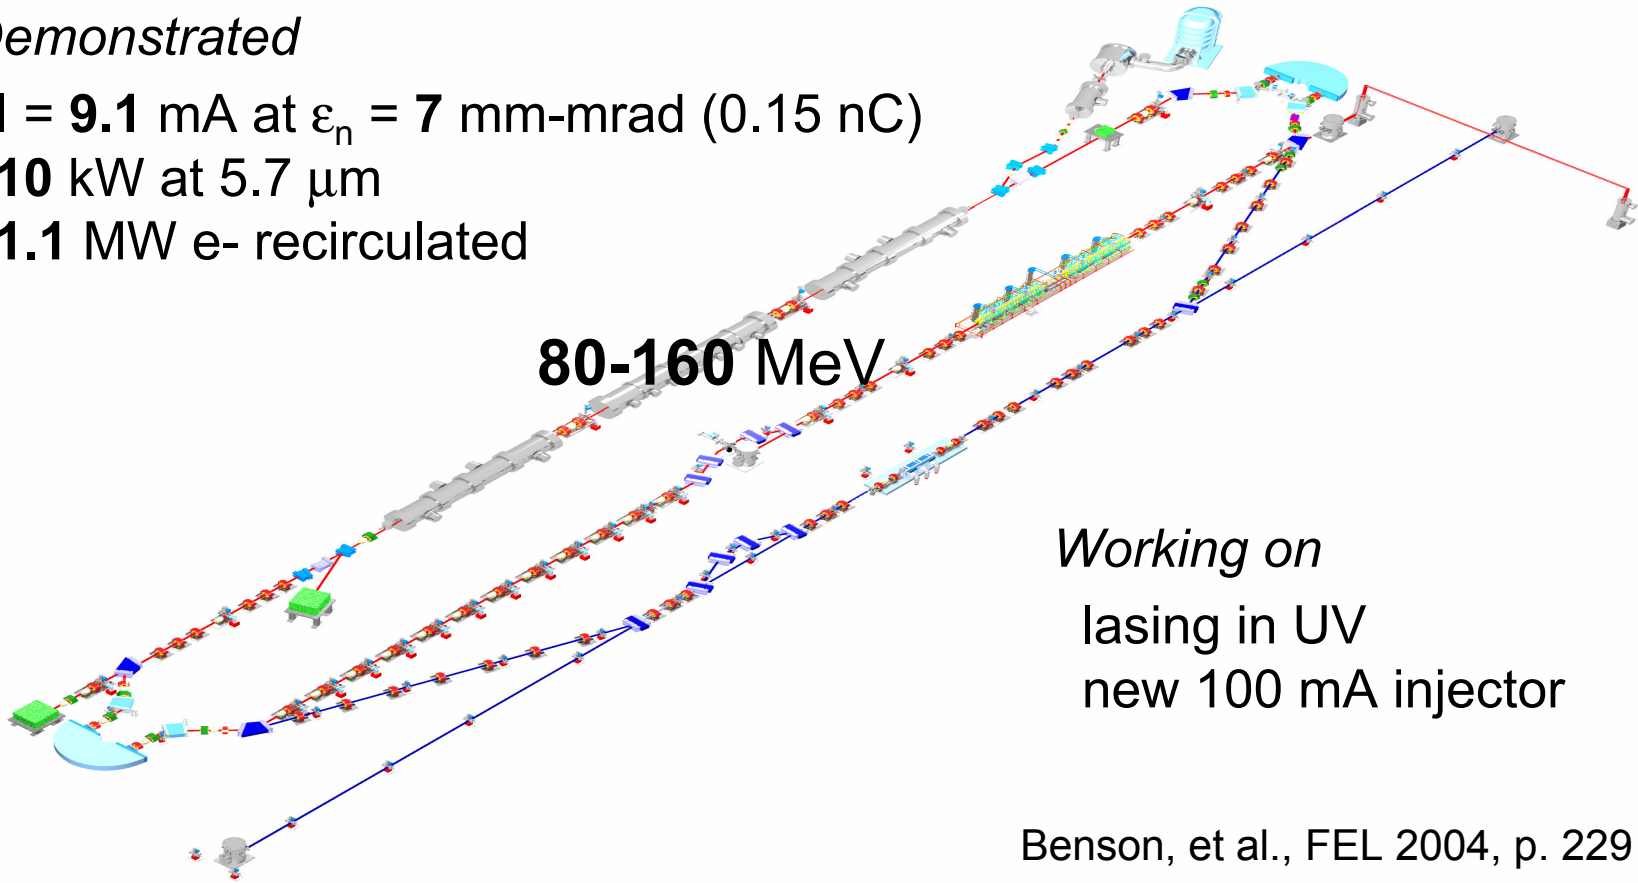 Demonstrated
I = 9.1 mA at εn = 7 mm-mrad (0.15 nC)
10 kW at 5.7 μm
1.1 MW e- recirculated
80-160 MeV
Working on
lasing in UV
new 100 mA injector
Benson, et al., FEL 2004, p. 229